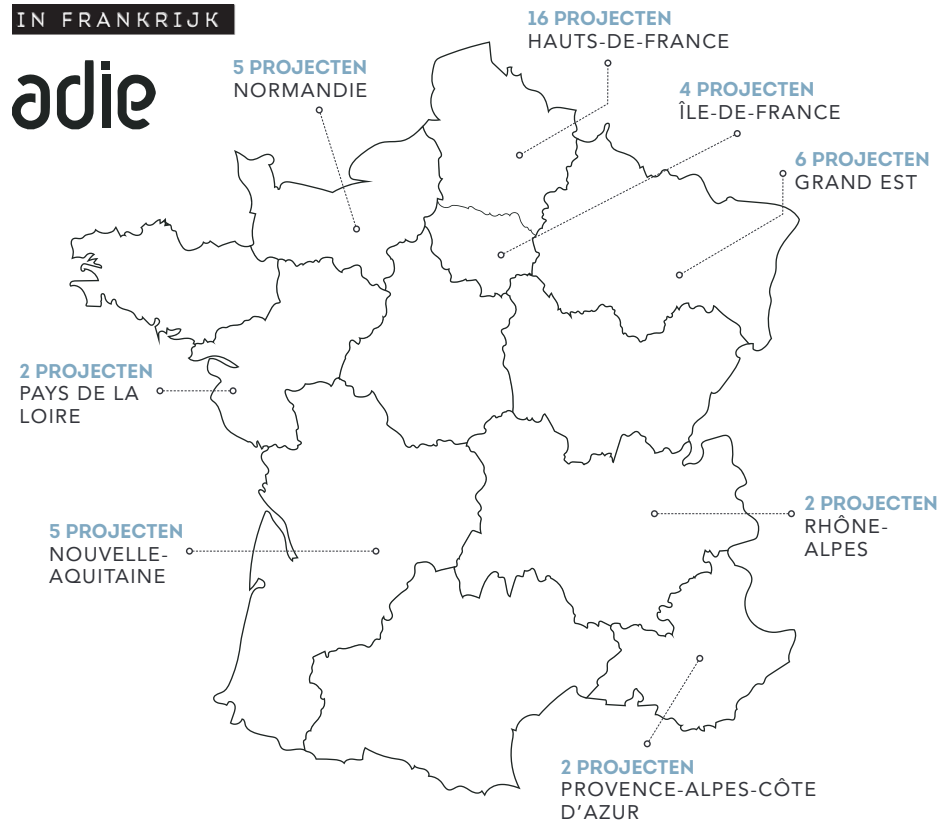 IN FRANKRIJK
adie
16 PROJECTEN
HAUTS-DE-FRANCE
5 PROJECTEN
NORMANDIE
4 PROJECTEN
ÎLE-DE-FRANCE
6 PROJECTEN
GRAND EST
2 PROJECTEN
PAYS DE LA
LOIRE
2 PROJECTEN
RHÔNE-
ALPES
5 PROJECTEN
NOUVELLE-
AQUITAINE
2 PROJECTEN
PROVENCE-ALPES-CÔTE
D'AZUR